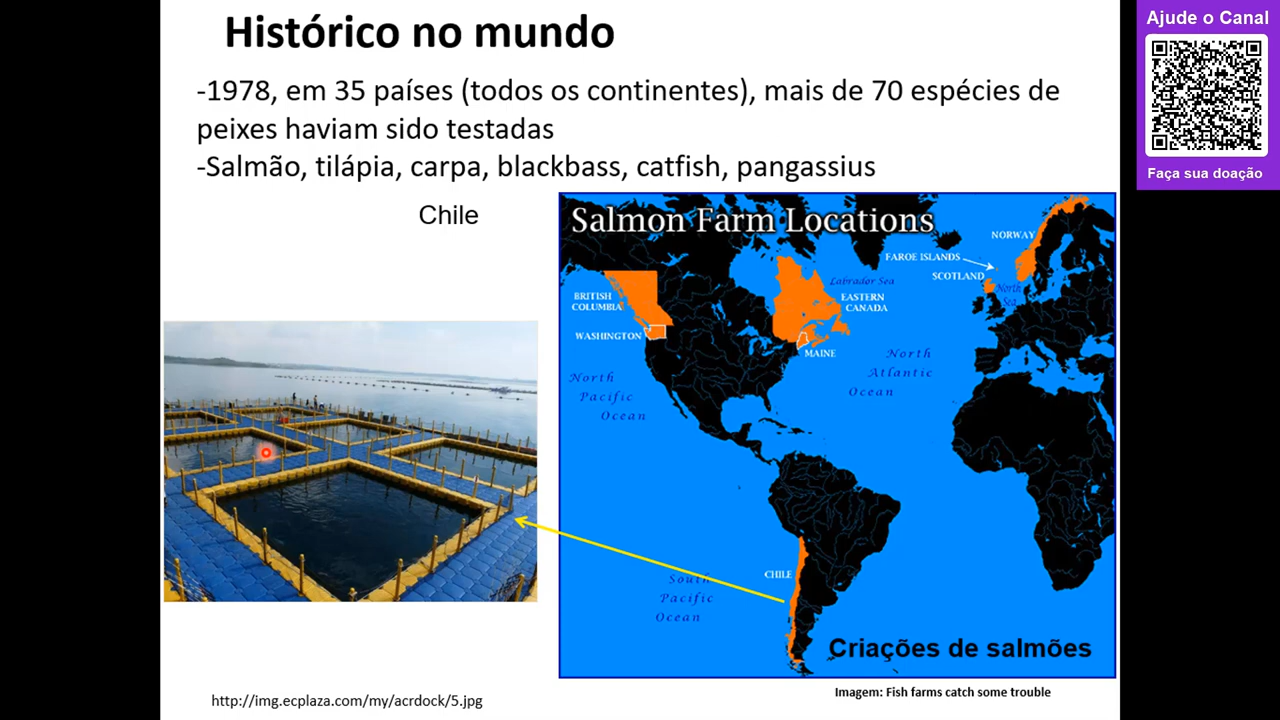 Histórico no mundo
-1978, em 35 países (todos os continentes), mais de 70 espécies de
peixes haviam sido testadas
-Salmão, tilápia, carpa, blackbass, catfish, pangassius
Chile
Salmon Farm Locations
NORWAY
FAROE ISLANDS
SCOTLAND
North
Sea
Labrador Sea
EASTERN
CANADA
BRITISH
COLUMBIA
WASHINGTON
MAINE
North
Atlantic
Ocean
North
Pacific
Ocean
CHILE
South
Pacific
Ocean
Criações de salmões
Imagem: Fish farms catch some trouble
http://img.ecplaza.com/my/acrdock/5.jpg
Ajude o Canal
Faça sua doação